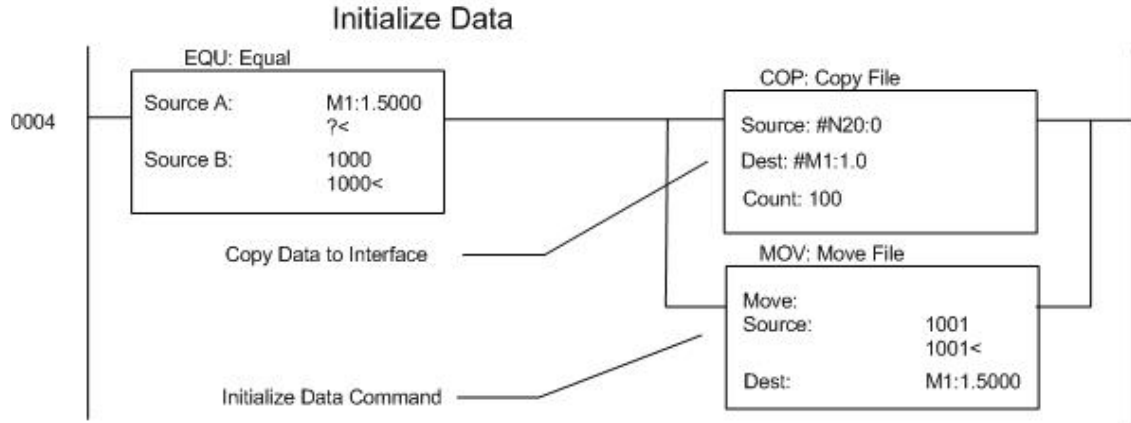 Initialize Data
EQU: Equal
0004
Source A: M1:1.5000
?<
Source B: 1000
1000<
COP: Copy File
Source: #N20:0
Dest: #M1:1.0
Count: 100
Copy Data to Interface
MOV: Move File
Move:
Source: 1001
1001<
Dest: M1:1.5000
Initialize Data Command